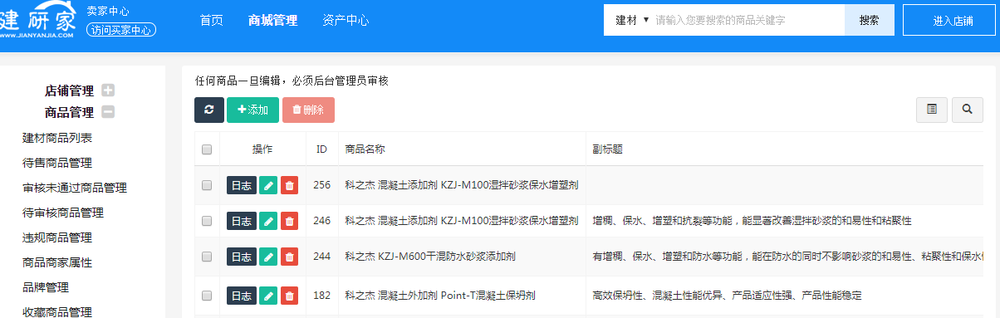 建研家
WWW.JIANYANJIA.COM
卖家中心
访问买家中心
首页 商城管理 资产中心
建材 请输入您要搜索的商品关键字 搜索 进入店铺
店铺管理
商品管理
建材商品列表
待售商品管理
审核未通过商品管理
待审核商品管理
违规商品管理
商品商家属性
品牌管理
收藏商品管理
任何商品一旦编辑，必须后台管理员审核
添加 删除
操作 ID 商品名称 副标题
日志 256 科之杰 混凝土添加剂 KZJ-M100湿拌砂浆保水增塑剂
日志 246 科之杰 混凝土添加剂 KZJ-M100湿拌砂浆保水增塑剂 增稠、保水、增塑和抗裂等功能，能显著改善湿拌砂浆的和易性和粘聚性
日志 244 科之杰 KZJ-M600干混防水砂浆添加剂 有增稠、保水、增塑和防水等功能，能在防水的同时不影响砂浆的和易性、粘聚性和保水
日志 182 科之杰 混凝土外加剂 Point-T混凝土保坍剂 高效保坍性、混凝土性能优异、产品适应性强、产品性能稳定